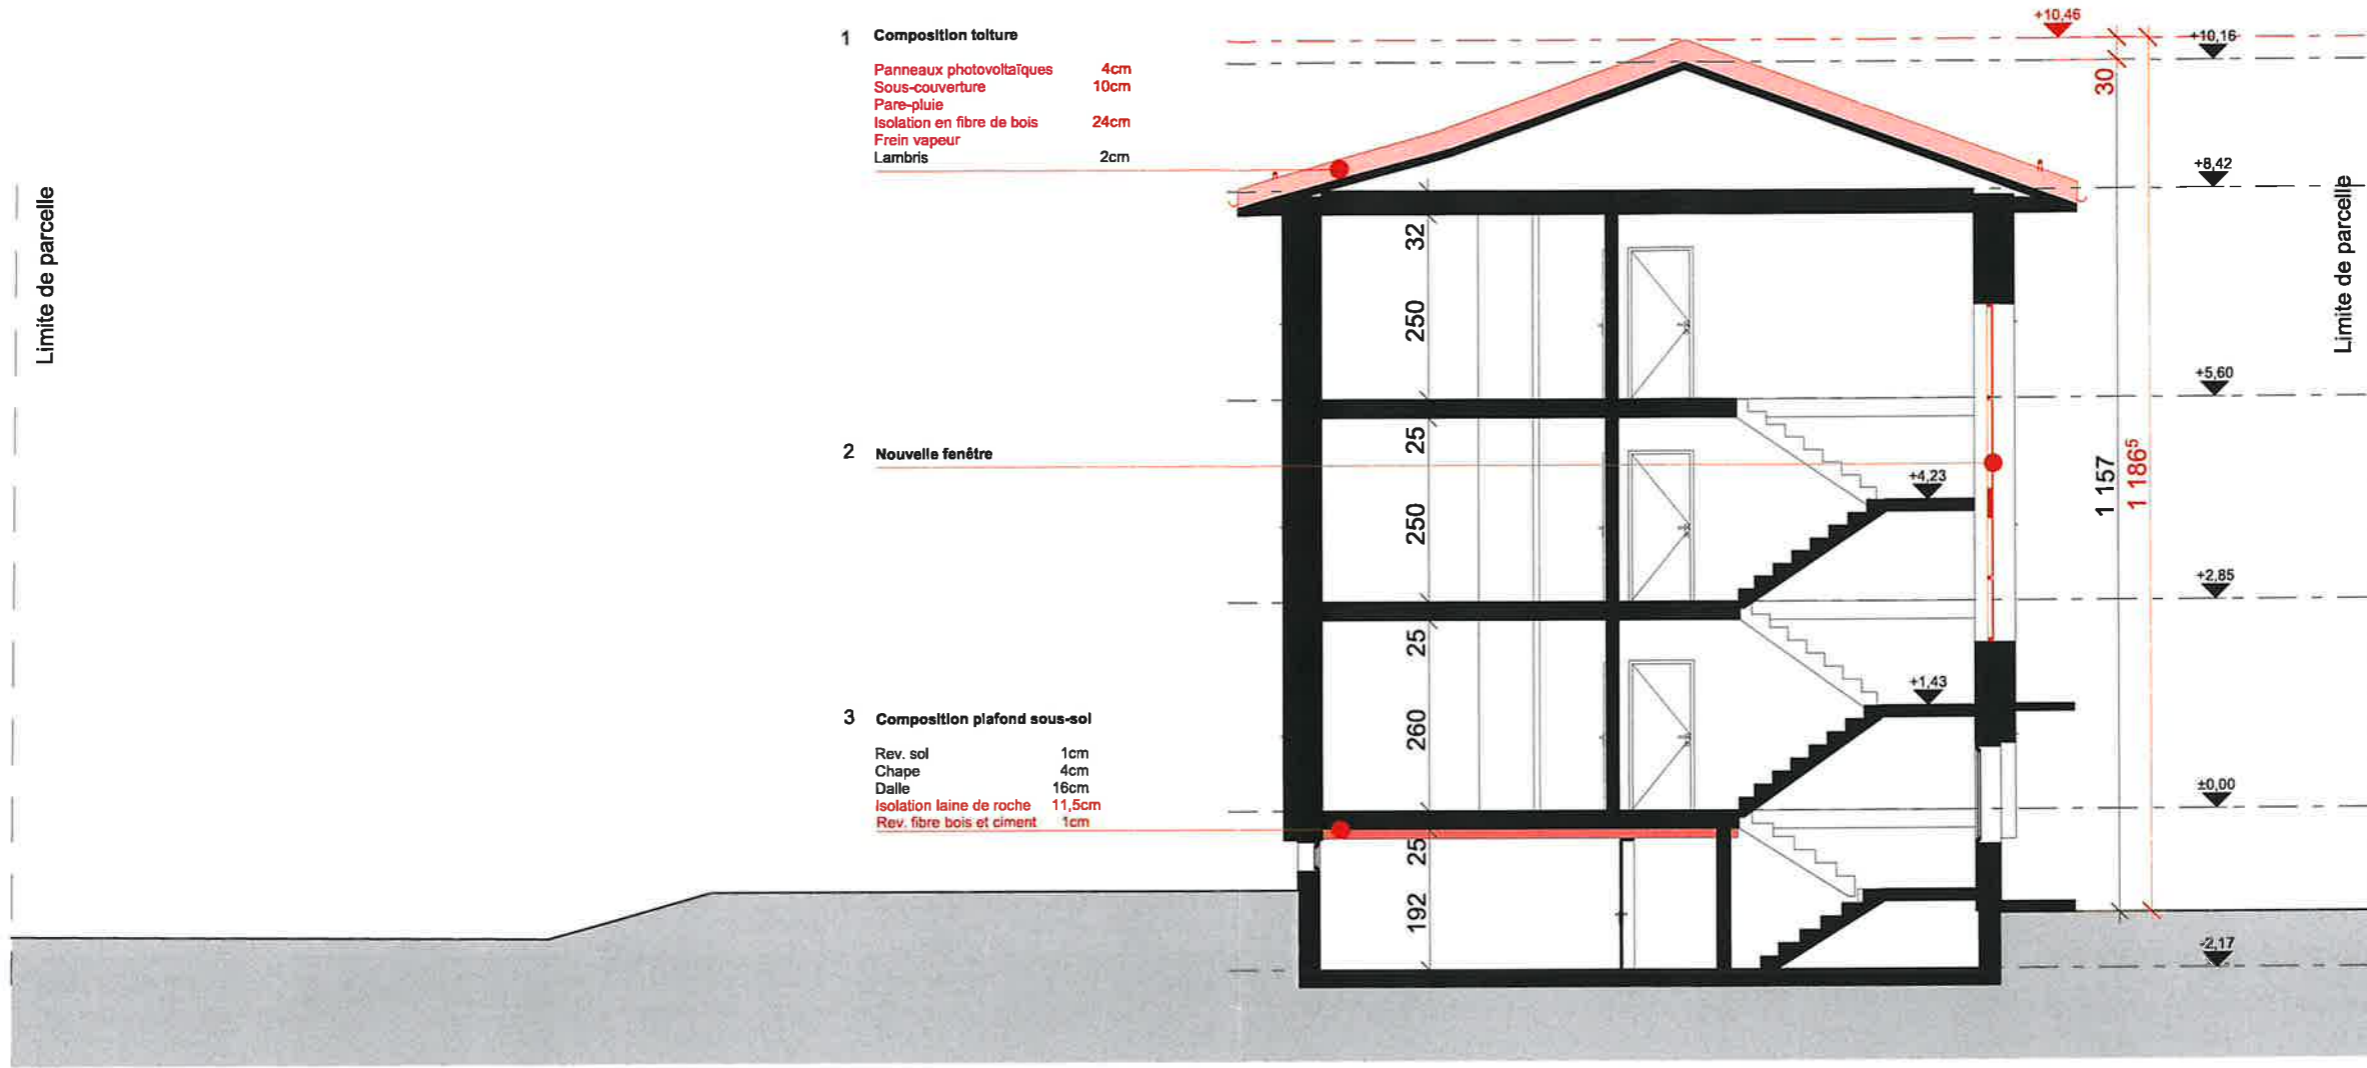 1 Composition toiture
Panneaux photovoltaïques 4cm
Sous-couverture 10cm
Pare-pluie
Isolation en fibre de bois 24cm
Frein vapeur
Lambris 2cm
2 Nouvelle fenêtre
3 Composition plafond sous-sol
Rev. sol 1cm
Chape 4cm
Dalle 16cm
Isolation laine de roche 11,5cm
Rev. fibre bois et ciment 1cm
Limite de parcelle
32
250
25
250
25
260
25
192
+4,23
+1,43
+10,46
+10,16
30
+8,42
+5,60
+2,85
±0,00
-2,17
1 157
1 186⁵
Limite de parcelle